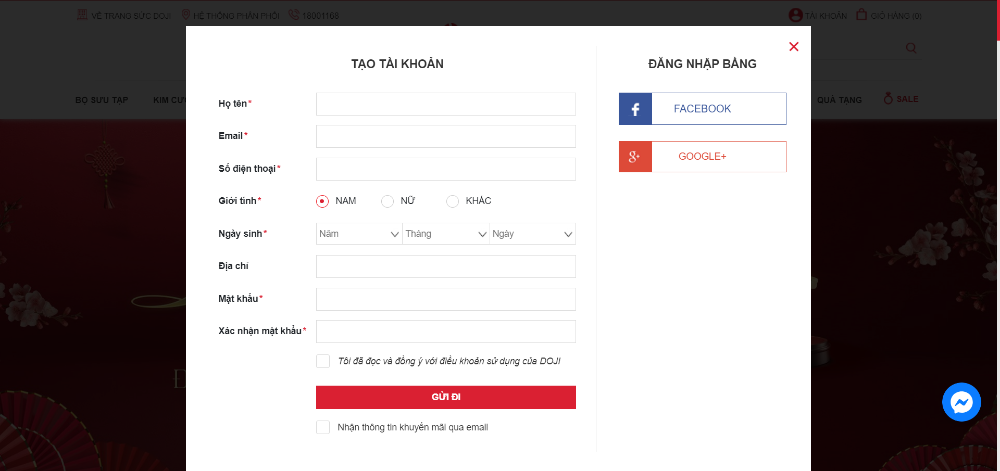 VỀ TRANG SỨC DOJI HỆ THỐNG PHÂN PHỐI 18001168 TÀI KHOẢN GIỎ HÀNG (0)
BỘ SƯU TẬP QUÀ TẶNG SALE
TẠO TÀI KHOẢN
Họ tên*
Email*
Số điện thoại*
Giới tính* NAM NỮ KHÁC
Ngày sinh* Năm Tháng Ngày
Địa chỉ
Mật khẩu*
Xác nhận mật khẩu*
Tôi đã đọc và đồng ý với điều khoản sử dụng của DOJI
GỬI ĐI
Nhận thông tin khuyến mãi qua email
ĐĂNG NHẬP BẰNG
FACEBOOK
GOOGLE+